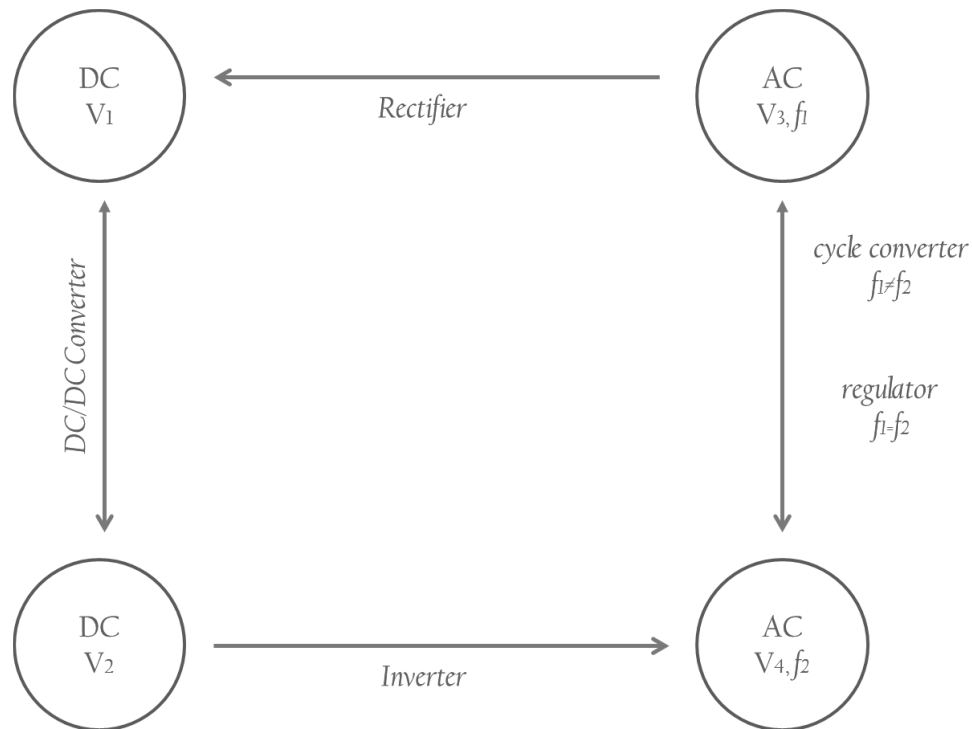 DC
V1
Rectifier
AC
V3, f1
DC/DC Converter
cycle converter
f1≠f2
regulator
f1=f2
DC
V2
Inverter
AC
V4, f2